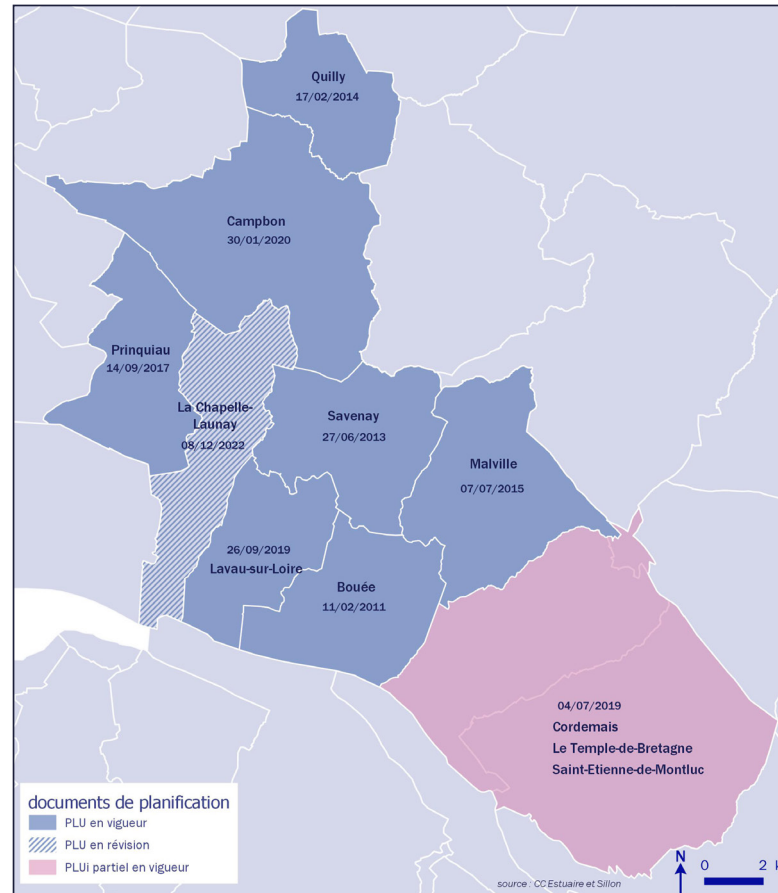 Quilly
17/02/2014
Campbon
30/01/2020
Prinquiau
14/09/2017
La Chapelle-
Launay
08/12/2022
Savenay
27/06/2013
Malville
07/07/2015
26/09/2019
Lavau-sur-Loire
Bouée
11/02/2011
04/07/2019
Cordemais
Le Temple-de-Bretagne
Saint-Etienne-de-Montluc
documents de planification
PLU en vigueur
PLU en révision
PLUi partiel en vigueur
source : CC Estuaire et Sillon
N
0 2 k